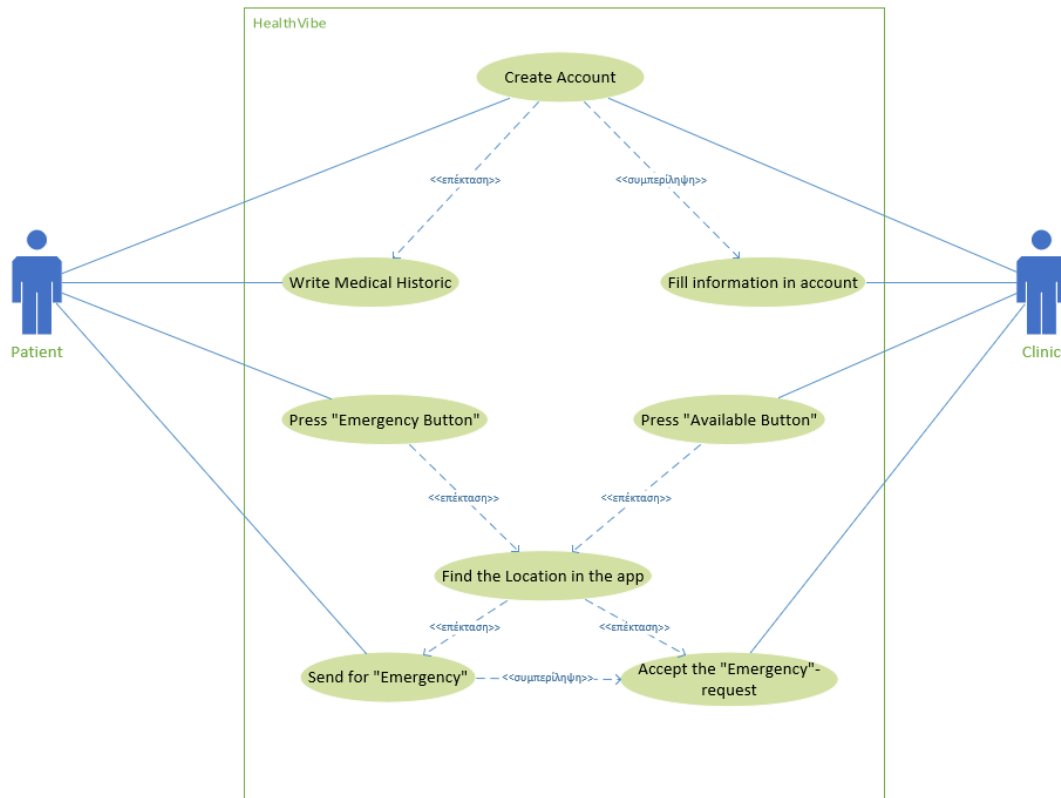 HealthVibe
Create Account
<<επέκταση>>
<<συμπερίληψη>>
Write Medical Historic
Fill information in account
Patient
Clinic
Press "Emergency Button"
Press "Available Button"
<<επέκταση>>
<<επέκταση>>
Find the Location in the app
<<επέκταση>>
<<επέκταση>>
Send for "Emergency"
<<συμπερίληψη>>
Accept the "Emergency"-
request